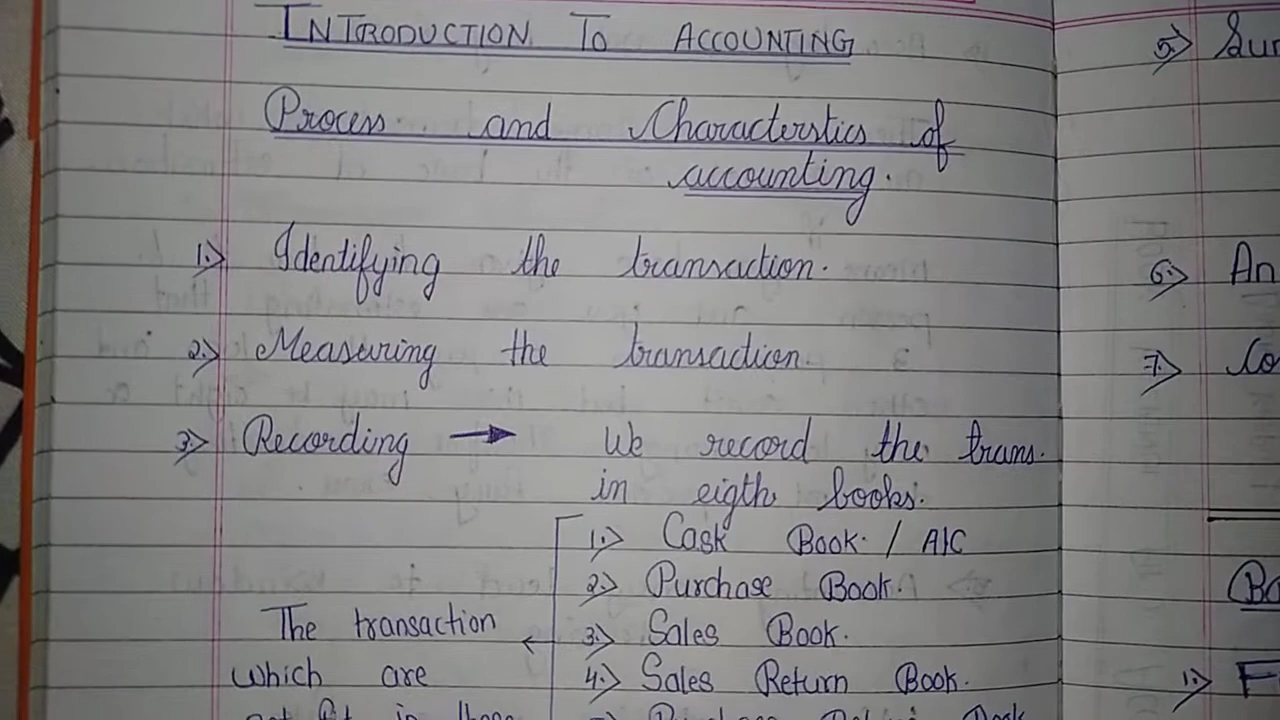 INTRODUCTION TO ACCOUNTING
Process and Characterstics of
accounting.
1.> Identifying the transaction.
2.> Measuring the transaction.
3.> Recording → We record the trans.
in eigth books.
1.> Cash Book / A/C
2.> Purchase Book.
3.> Sales Book.
4.> Sales Return Book.
The transaction
which are
5.>
6.> An
7.> Co
1.> F